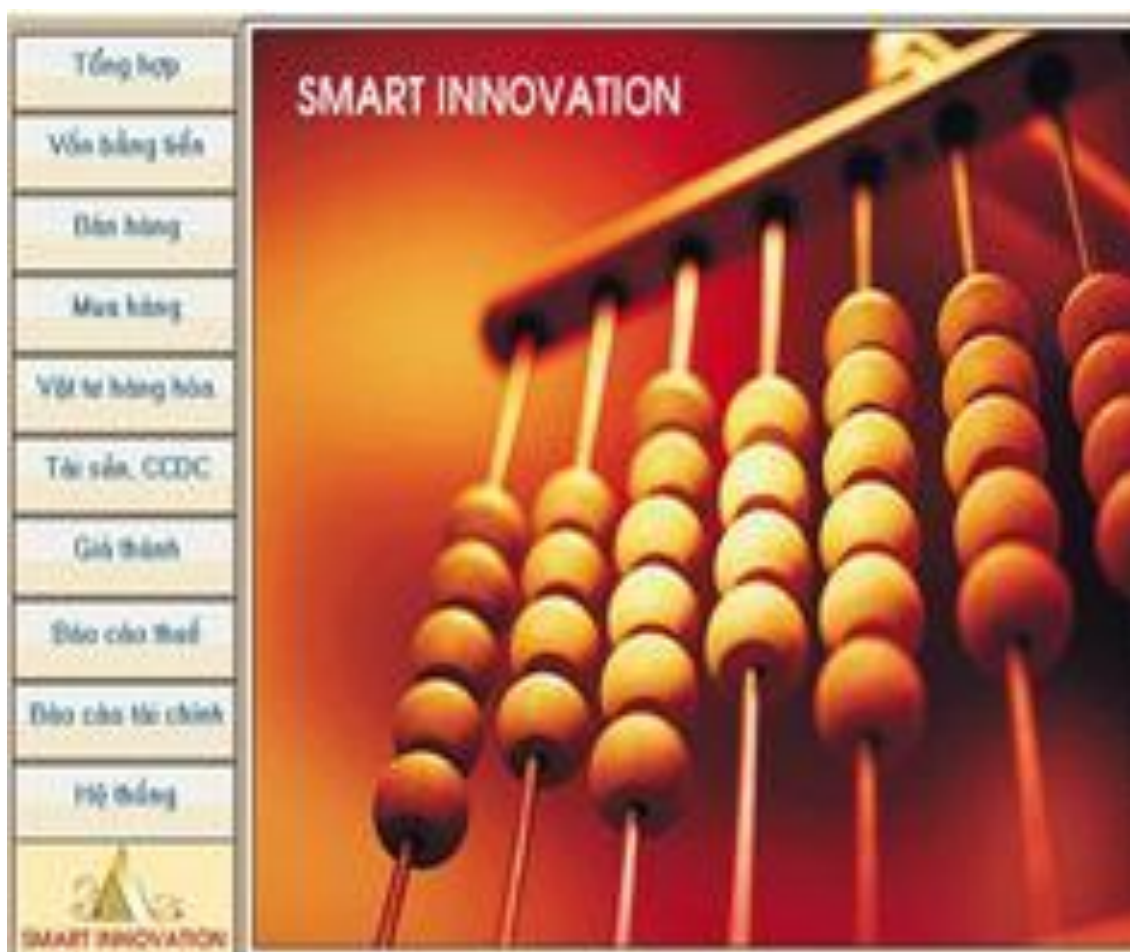 Tổng hợp
Vốn bằng tiền
Bán hàng
Mua hàng
Vật tư hàng hóa
Tài sản, CCDC
Giá thành
Báo cáo thuế
Báo cáo tài chính
Hệ thống
SMART INNOVATION
SMART INNOVATION